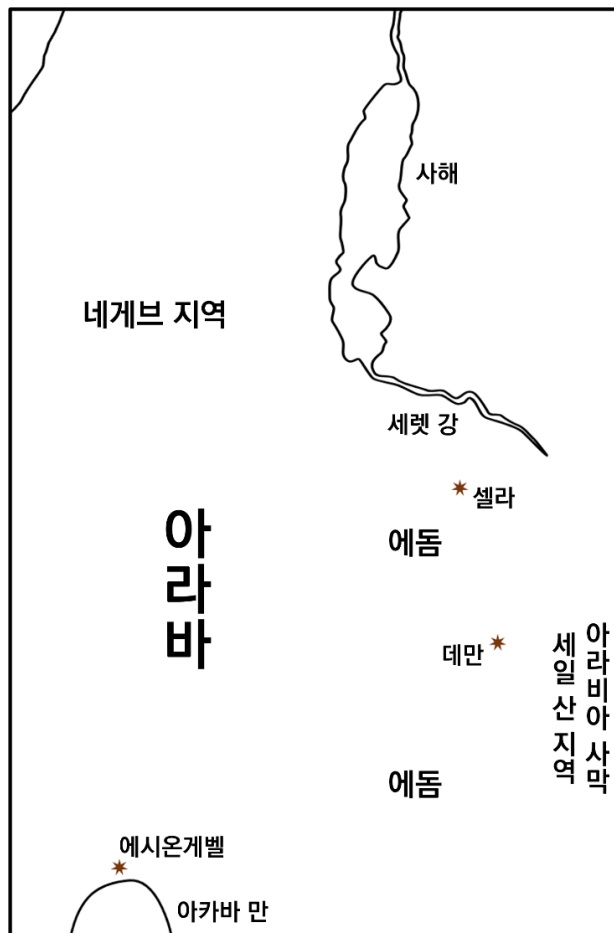 사해
네게브 지역
세렛 강
셀라
에돔
아라바
데만
세일 산 지역
아라비아 사막
에돔
에시온게벨
아카바 만